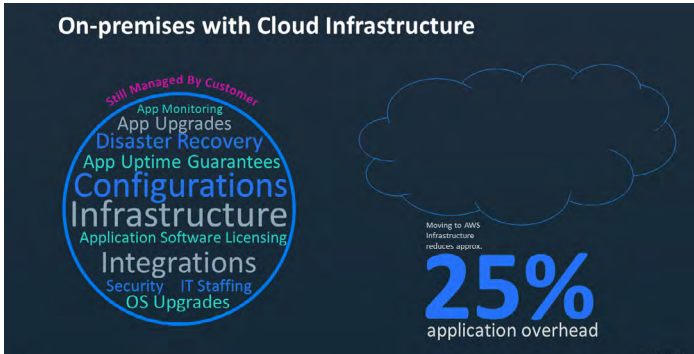 On-premises with Cloud Infrastructure
Still Managed By Customer
App Monitoring
App Upgrades
Disaster Recovery
App Uptime Guarantees
Configurations
Infrastructure
Application Software Licensing
Integrations
Security IT Staffing
OS Upgrades
Moving to AWS
Infrastructure
reduces approx.
25%
application overhead